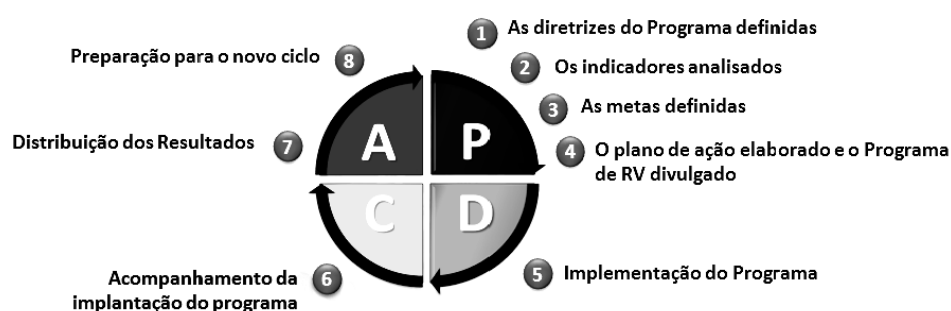 1 As diretrizes do Programa definidas
2 Os indicadores analisados
3 As metas definidas
4 O plano de ação elaborado e o Programa
de RV divulgado
5 Implementação do Programa
6 Acompanhamento da
implantação do programa
7 Distribuição dos Resultados
8 Preparação para o novo ciclo
A P
C D